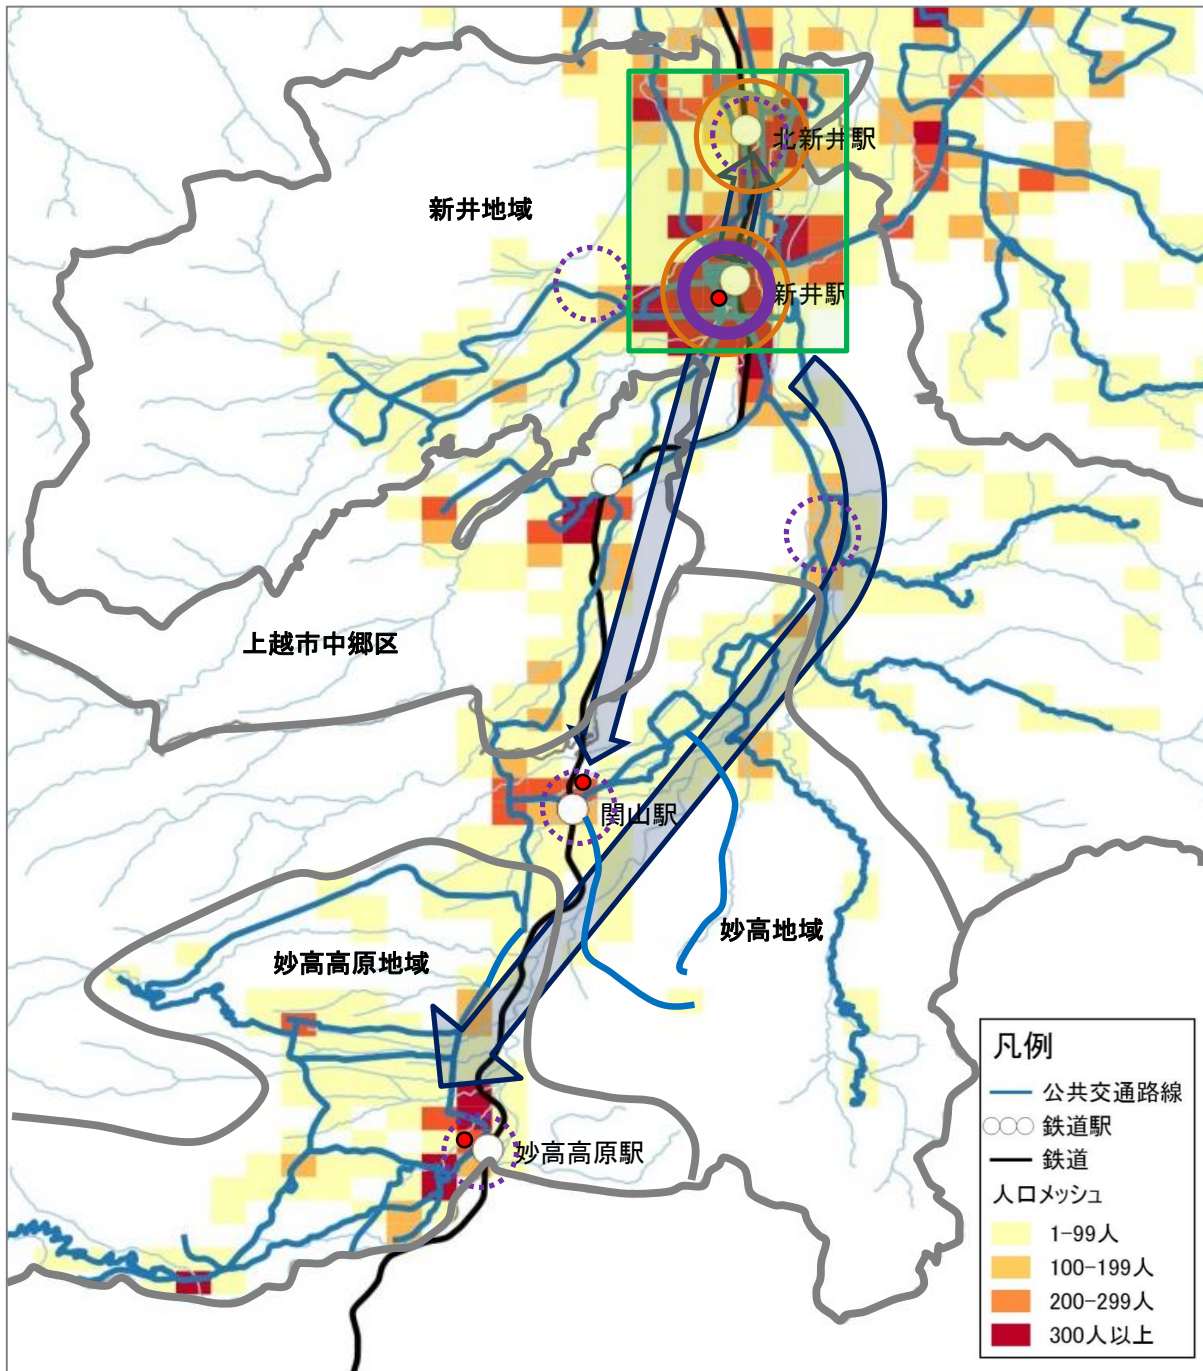 北新井駅
新井地域
新井駅
上越市中郷区
関山駅
妙高地域
妙高高原地域
妙高高原駅
凡例
公共交通路線
鉄道駅
鉄道
人口メッシュ
1-99人
100-199人
200-299人
300人以上